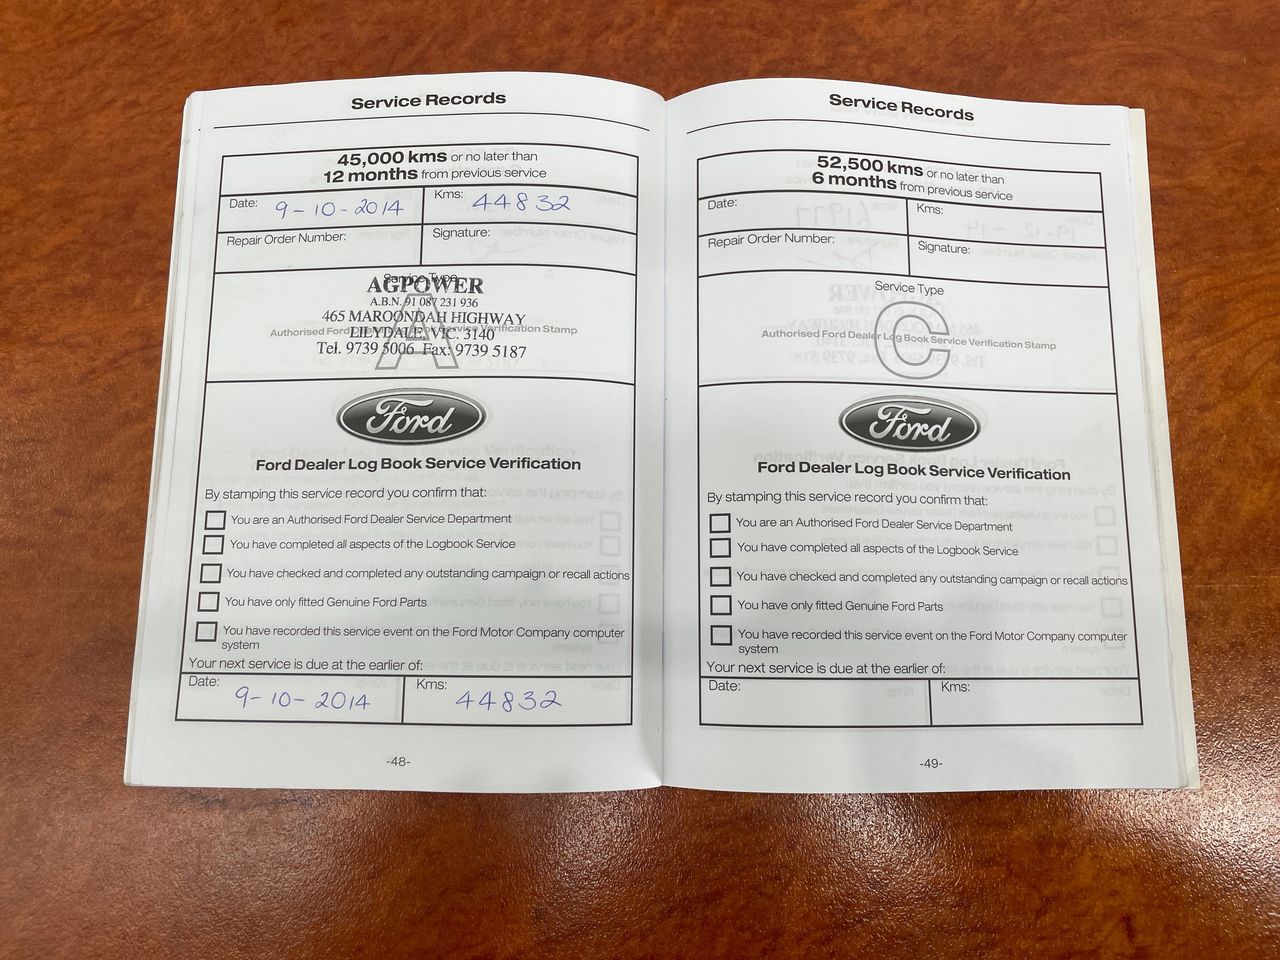 Service Records
45,000 kms or no later than
12 months from previous service
Date: 9-10-2014 Kms: 44832
Repair Order Number: Signature:
Service Type
A
AGPOWER
A.B.N. 91 087 231 936
465 MAROONDAH HIGHWAY
Authorised Ford Dealer Log Book Service Verification Stamp
LILYDALE, VIC. 3140
Tel. 9739 5006 Fax: 9739 5187
Ford
Ford Dealer Log Book Service Verification
By stamping this service record you confirm that:
You are an Authorised Ford Dealer Service Department
You have completed all aspects of the Logbook Service
You have checked and completed any outstanding campaign or recall actions
You have only fitted Genuine Ford Parts
You have recorded this service event on the Ford Motor Company computer
system
Your next service is due at the earlier of:
Date: 9-10-2014 Kms: 44832
-48-
Service Records
52,500 kms or no later than
6 months from previous service
Date: Kms:
Repair Order Number: Signature:
Service Type
C
Authorised Ford Dealer Log Book Service Verification Stamp
Ford
Ford Dealer Log Book Service Verification
By stamping this service record you confirm that:
You are an Authorised Ford Dealer Service Department
You have completed all aspects of the Logbook Service
You have checked and completed any outstanding campaign or recall actions
You have only fitted Genuine Ford Parts
You have recorded this service event on the Ford Motor Company computer
system
Your next service is due at the earlier of:
Date: Kms:
-49-